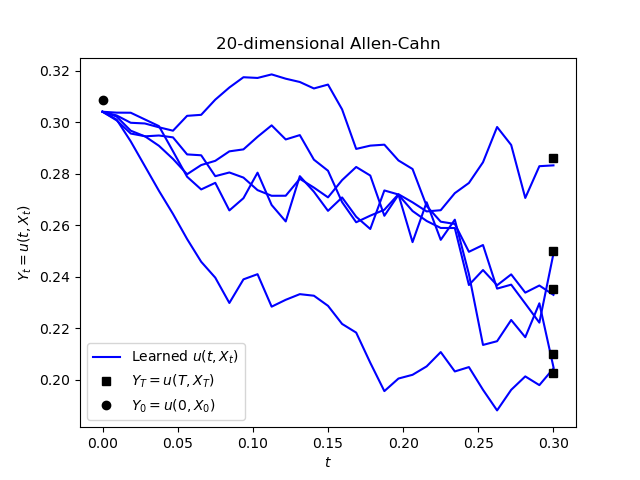 20-dimensional Allen-Cahn
0.32
0.30
0.28
0.26
0.24
0.22
0.20
Y_t = u(t, X_t)
Learned u(t, X_t)
Y_T = u(T, X_T)
Y_0 = u(0, X_0)
0.00 0.05 0.10 0.15 0.20 0.25 0.30
t